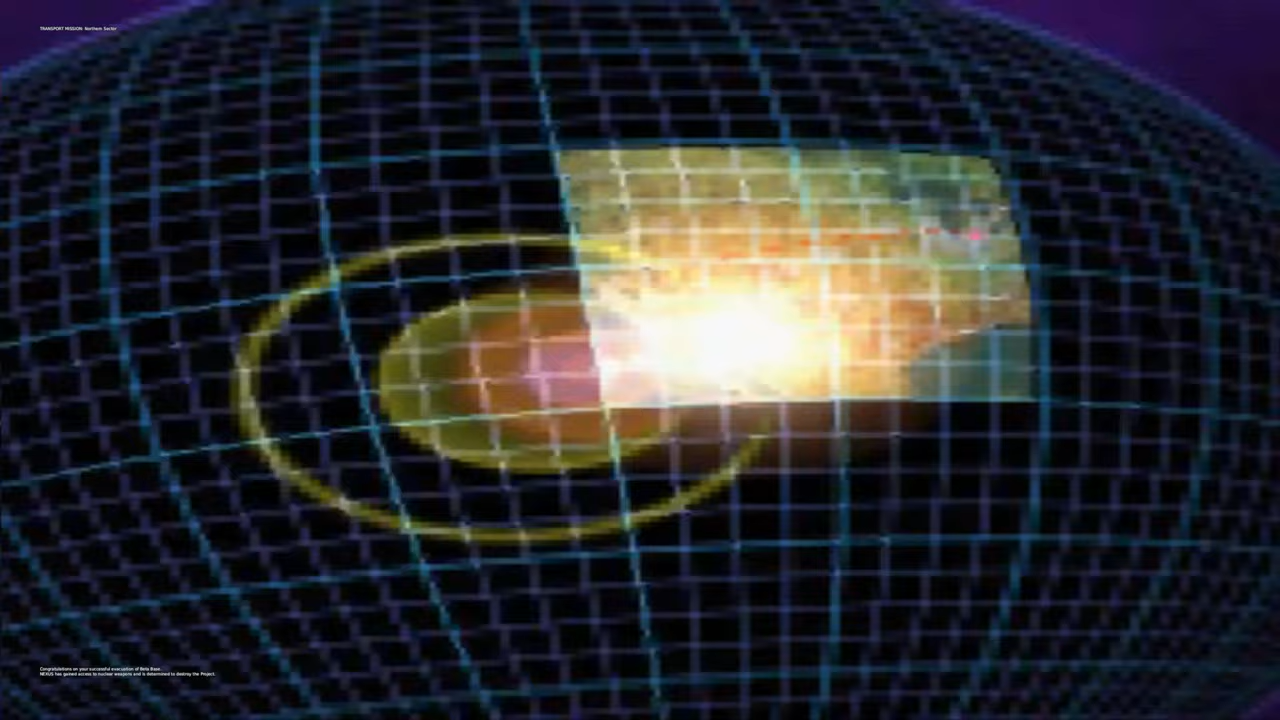 TRANSPORT MISSION: Northern Sector
Congratulations on your successful evacuation of Beta Base.
NEXUS has gained access to nuclear weapons and is determined to destroy the Project.